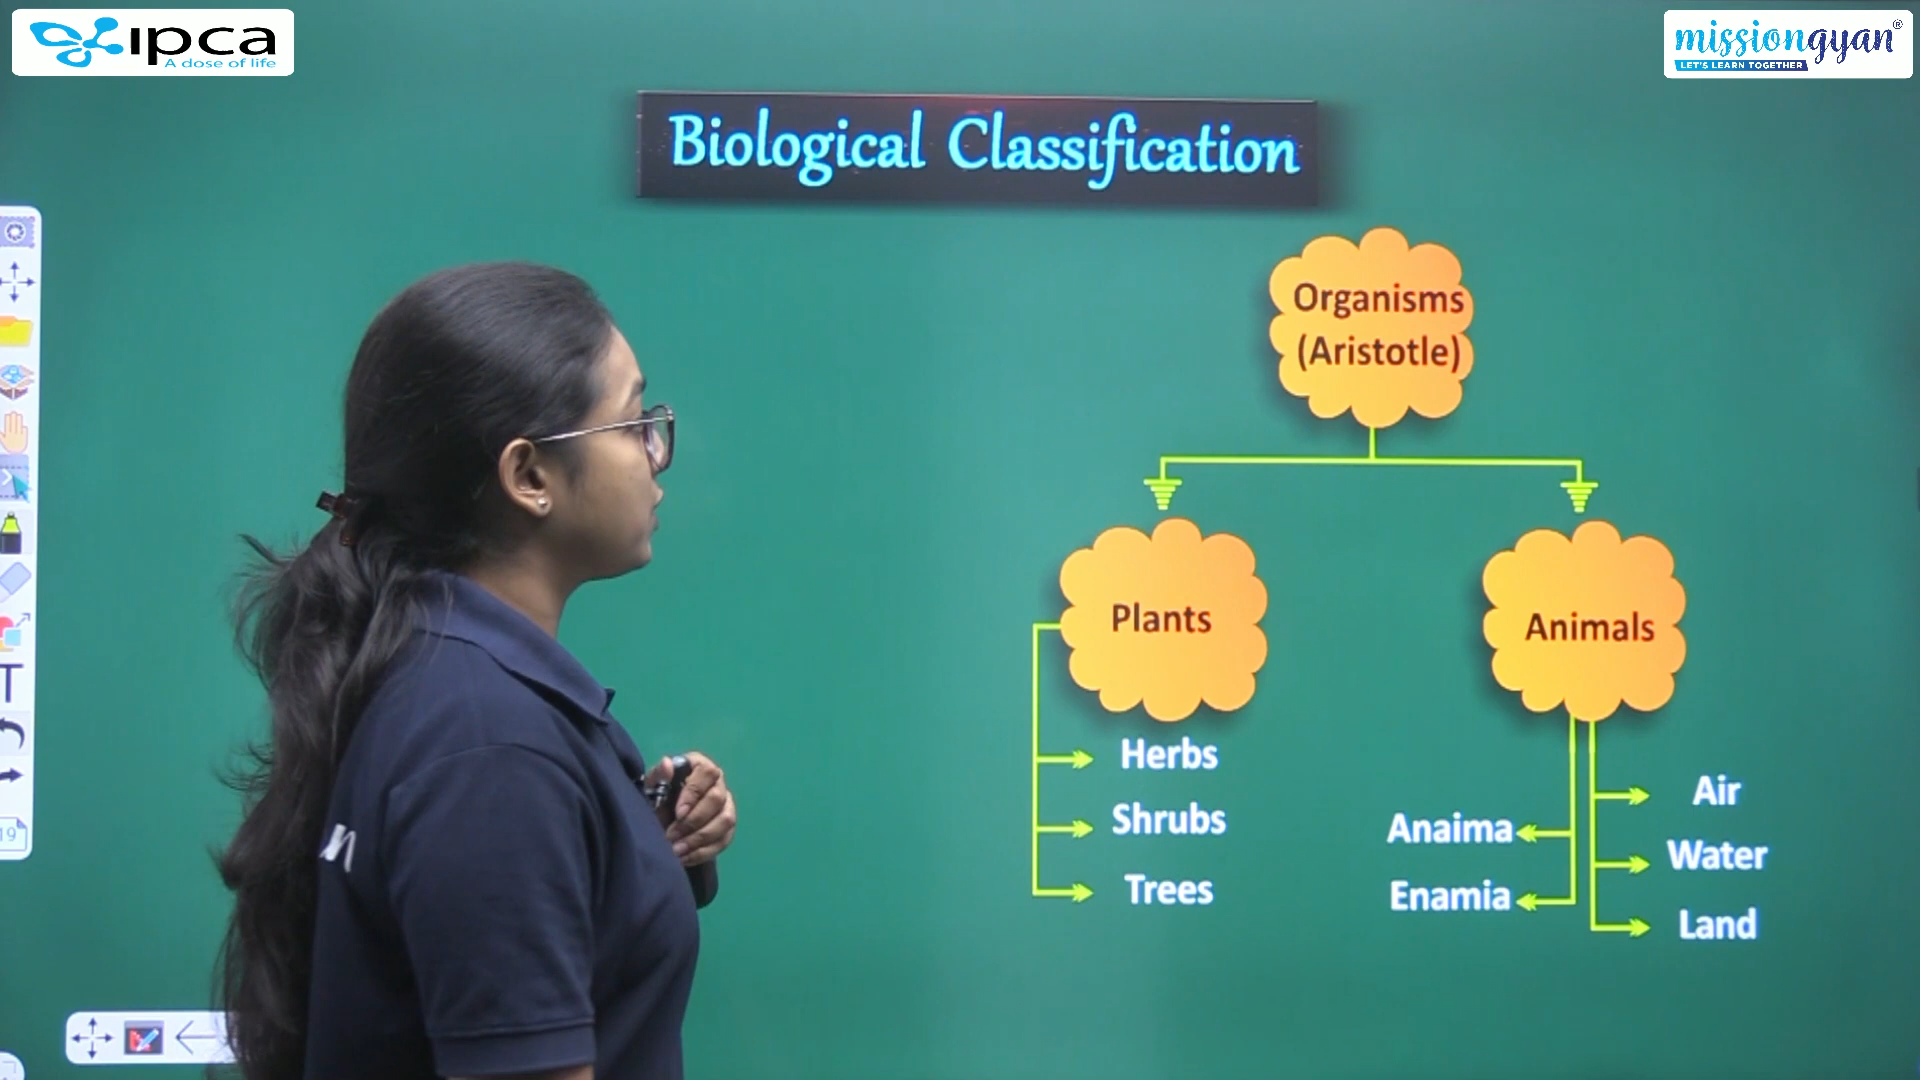 ipca
A dose of life
missiongyan®
LET'S LEARN TOGETHER
Biological Classification
Organisms
(Aristotle)
Plants
Animals
Herbs
Shrubs
Trees
Anaima
Enamia
Air
Water
Land
T
19